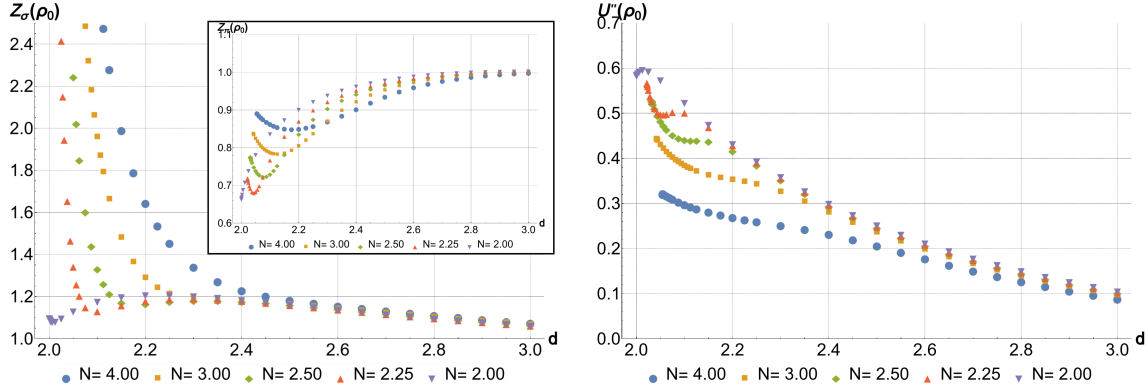 Zσ(ρ0)
2.4
2.2
2.0
1.8
1.6
1.4
1.2
1.0
2.0 2.2 2.4 2.6 2.8 3.0
d
N= 4.00 N= 3.00 N= 2.50 N= 2.25 N= 2.00
Zπ(ρ0)
1.1
1.0
0.9
0.8
0.7
0.6
2.0 2.2 2.4 2.6 2.8 3.0
d
N= 4.00 N= 3.00 N= 2.50 N= 2.25 N= 2.00
U''(ρ0)
0.6
0.5
0.4
0.3
0.2
0.1
0.0
2.0 2.2 2.4 2.6 2.8 3.0
d
N= 4.00 N= 3.00 N= 2.50 N= 2.25 N= 2.00